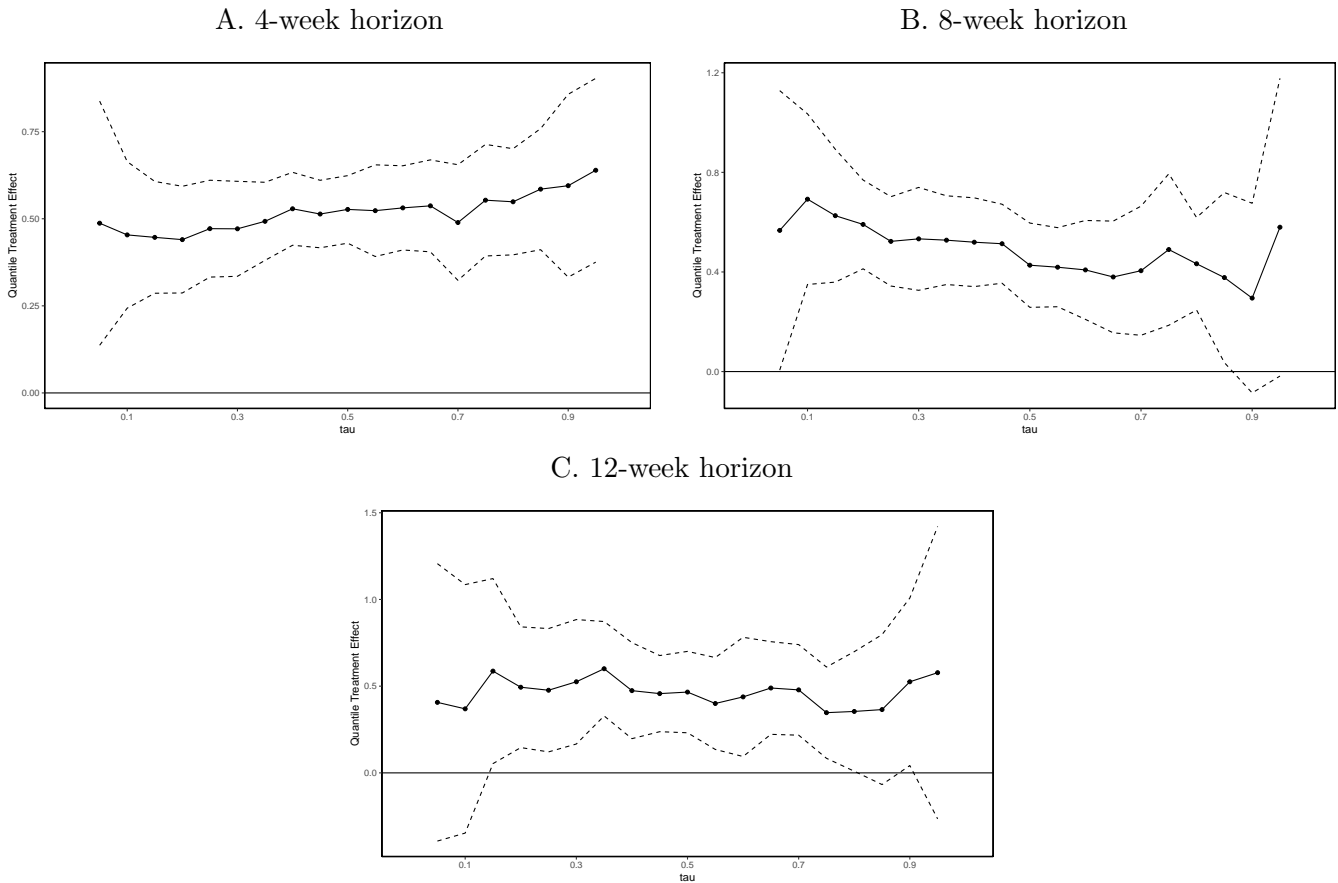 A. 4-week horizon
Quantile Treatment Effect
0.75
0.50
0.25
0.00
0.1 0.3 0.5 0.7 0.9
tau
B. 8-week horizon
Quantile Treatment Effect
1.2
0.8
0.4
0.0
0.1 0.3 0.5 0.7 0.9
tau
C. 12-week horizon
Quantile Treatment Effect
1.5
1.0
0.5
0.0
0.1 0.3 0.5 0.7 0.9
tau